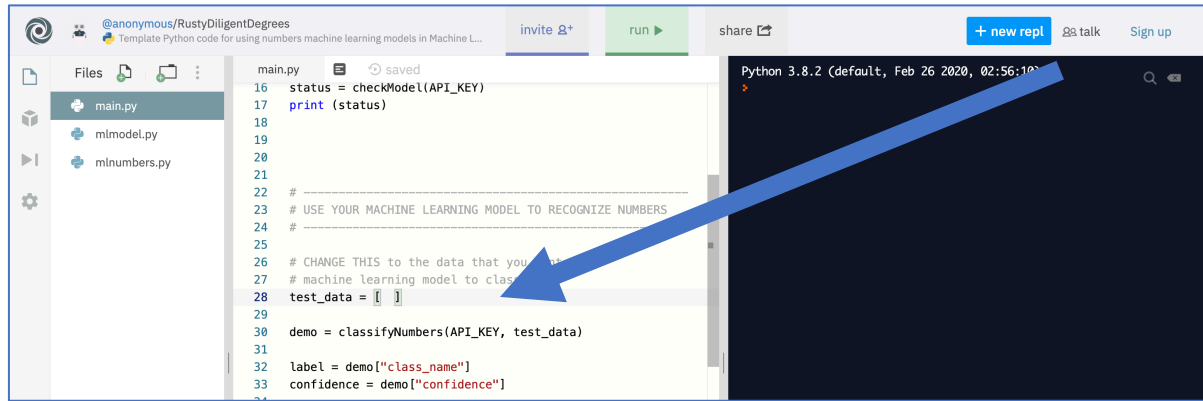 @anonymous/RustyDiligentDegrees
Template Python code for using numbers machine learning models in Machine L...
invite
run
share
+ new repl
talk
Sign up
Files
main.py
mlmodel.py
mlnumbers.py
main.py
saved
16 status = checkModel(API_KEY)
17 print (status)
18
19
20
21
22 # -------------------------------------------------------
23 # USE YOUR MACHINE LEARNING MODEL TO RECOGNIZE NUMBERS
24 # -------------------------------------------------------
25
26 # CHANGE THIS to the data that you
27 # machine learning model to
28 test_data = [  ]
29
30 demo = classifyNumbers(API_KEY, test_data)
31
32 label = demo["class_name"]
33 confidence = demo["confidence"]
Python 3.8.2 (default, Feb 26 2020, 02:56:10)
>